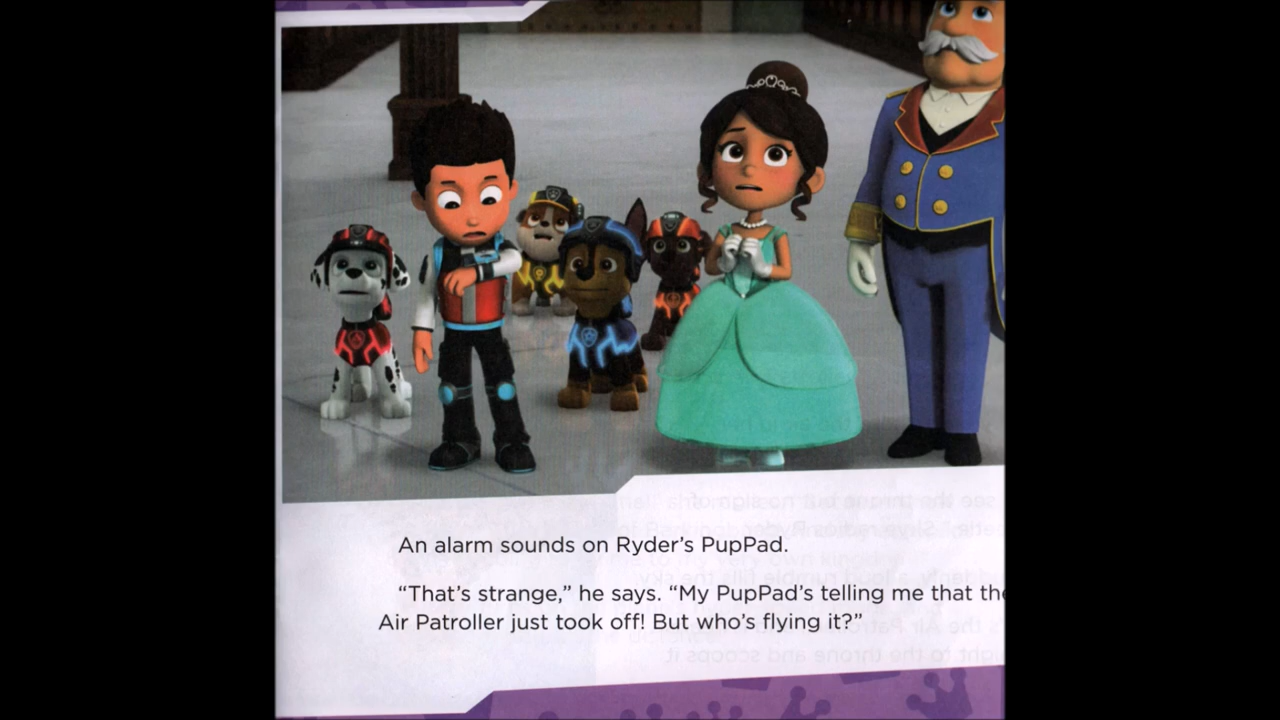 An alarm sounds on Ryder's PupPad.
"That's strange," he says. "My PupPad's telling me that the
Air Patroller just took off! But who's flying it?"